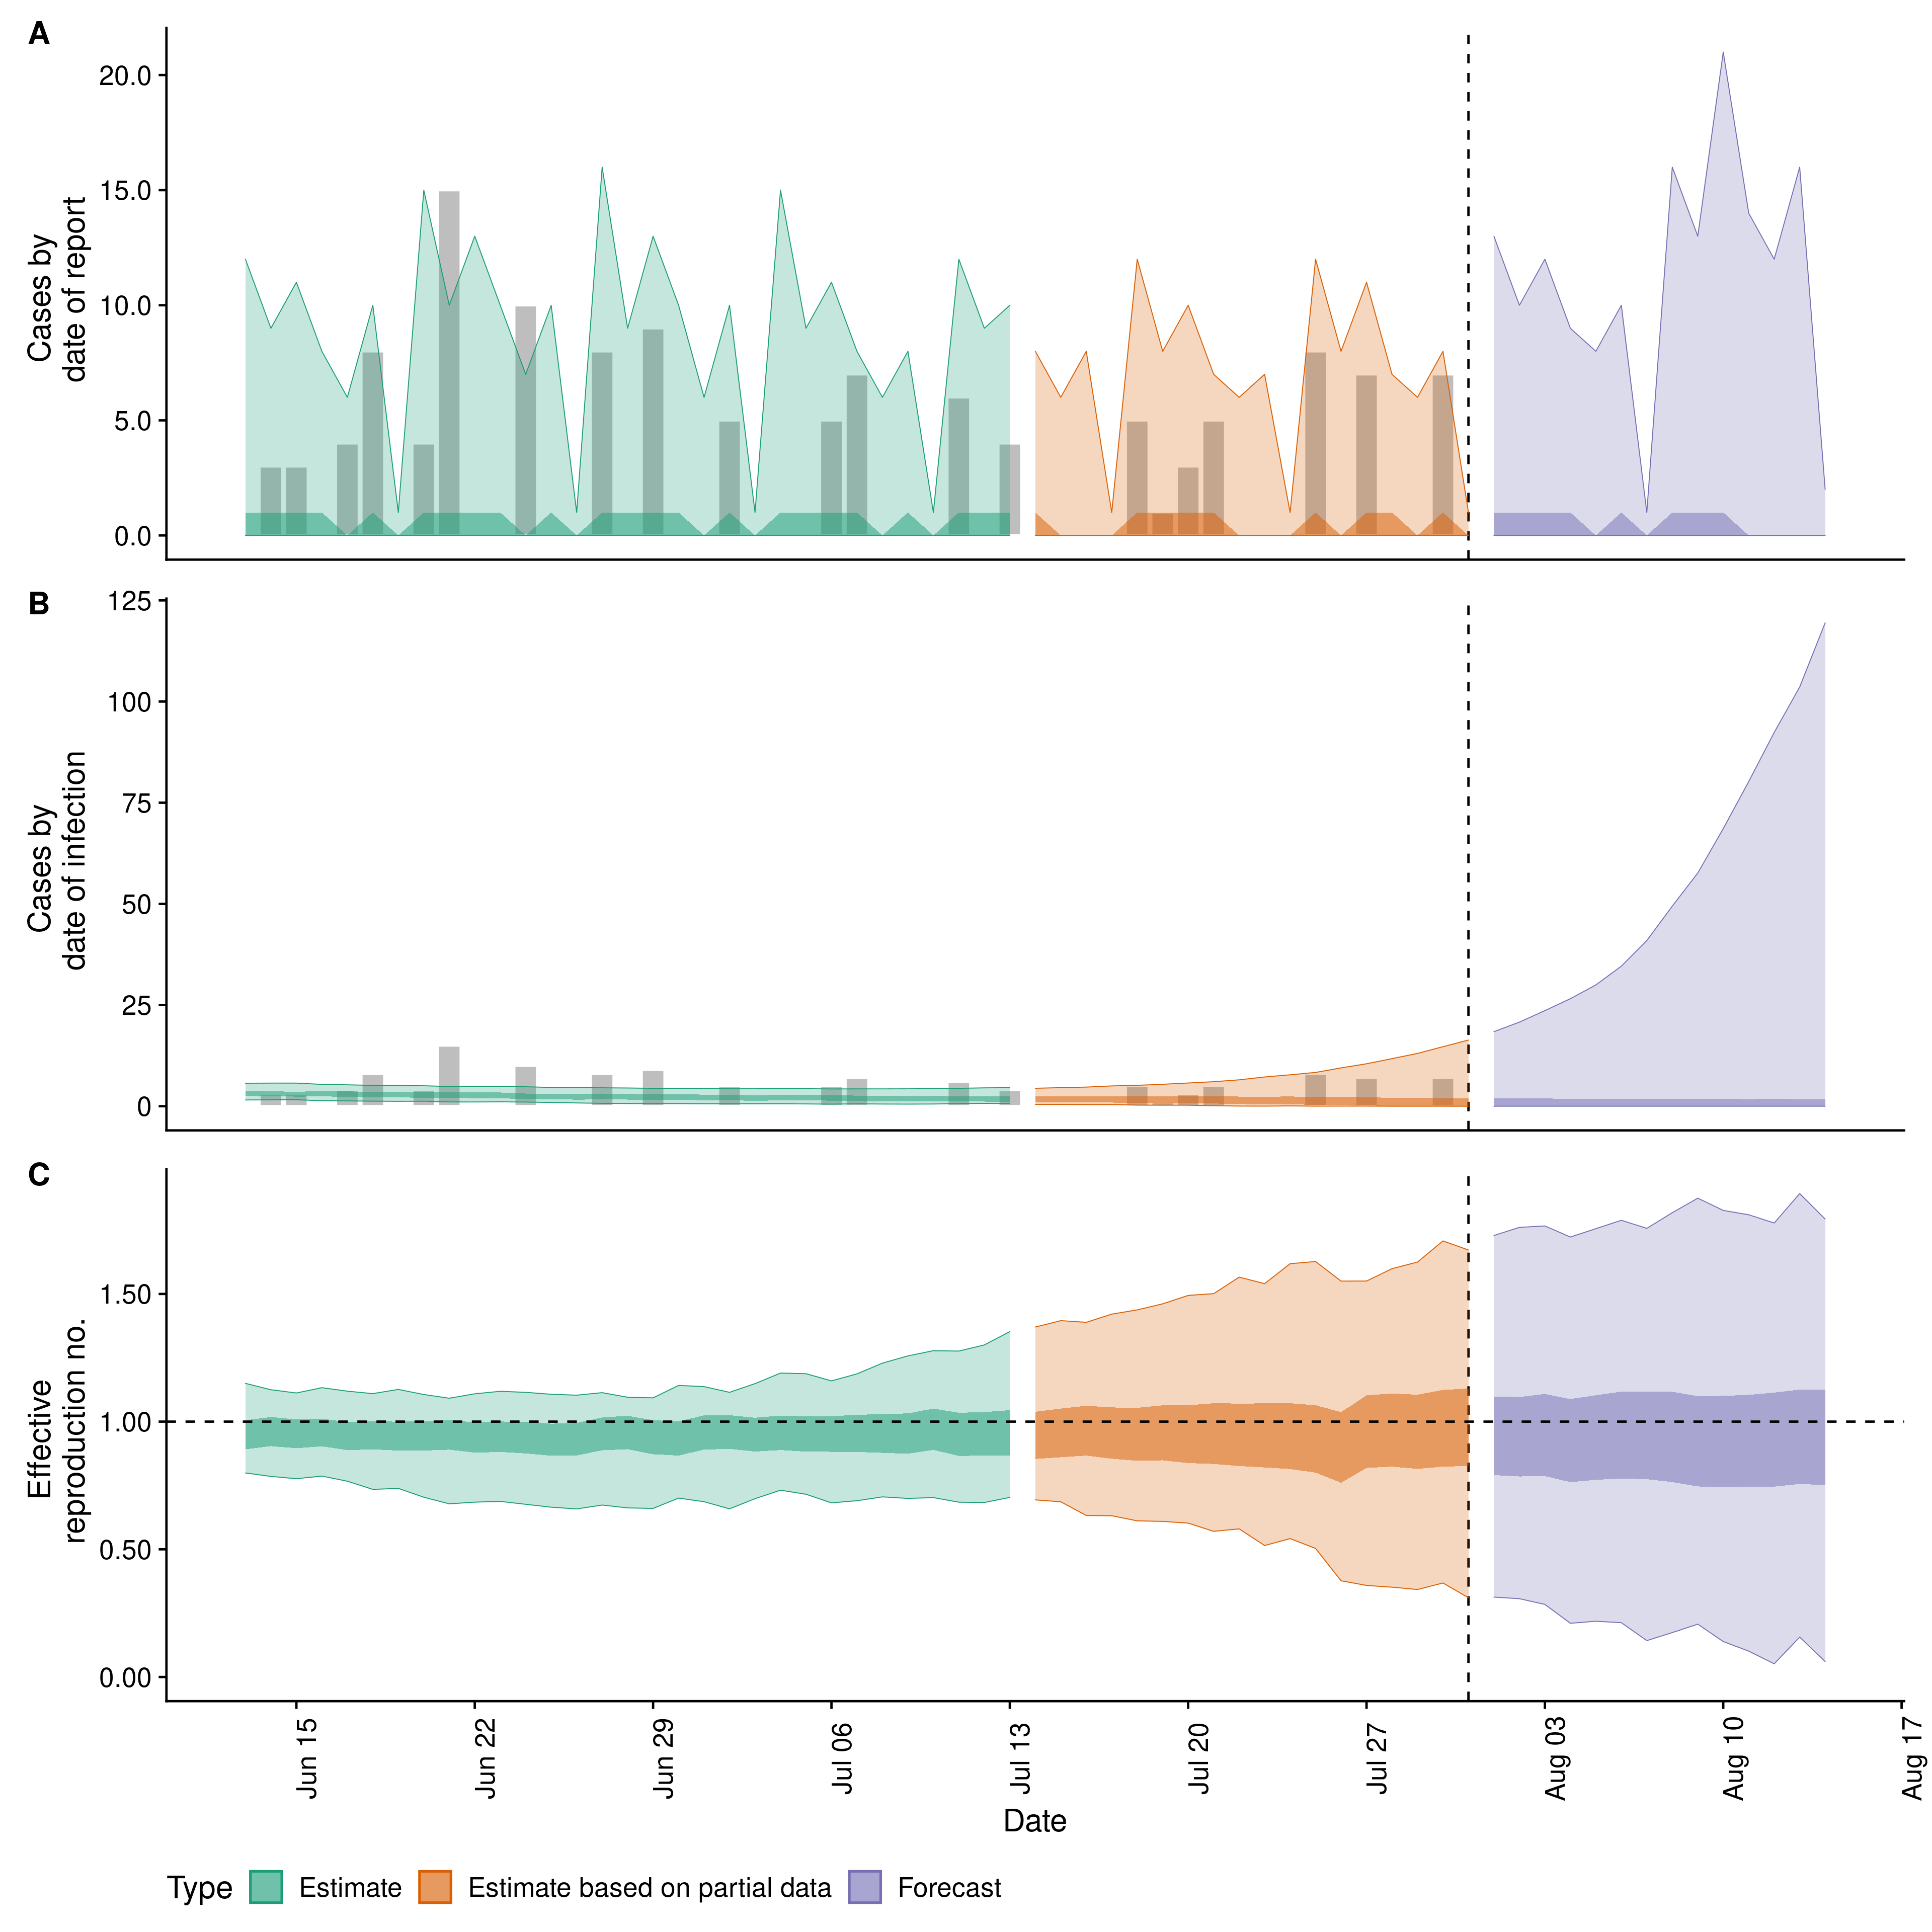 A
Cases by
date of report
20.0
15.0
10.0
5.0
0.0
B
Cases by
date of infection
125
100
75
50
25
0
C
Effective
reproduction no.
1.50
1.00
0.50
0.00
Jun 15
Jun 22
Jun 29
Jul 06
Jul 13
Jul 20
Jul 27
Aug 03
Aug 10
Aug 17
Date
Type Estimate Estimate based on partial data Forecast